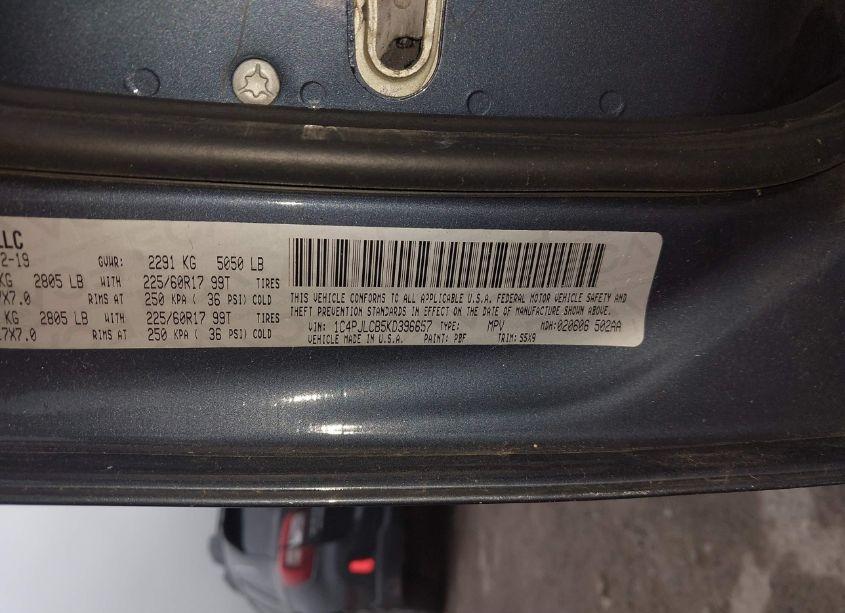 LLC
2-19 GVWR: 2291 KG 5050 LB
KG 2805 LB WITH 225/60R17 99T TIRES
7X7.0 RIMS AT 250 KPA ( 36 PSI) COLD
KG 2805 LB WITH 225/60R17 99T TIRES
17X7.0 RIMS AT 250 KPA ( 36 PSI) COLD
THIS VEHICLE CONFORMS TO ALL APPLICABLE U.S.A. FEDERAL MOTOR VEHICLE SAFETY AND
THEFT PREVENTION STANDARDS IN EFFECT ON THE DATE OF MANUFACTURE SHOWN ABOVE.
VIN: 1C4PJLCB5KD396657 TYPE: MPV MDH: 020606 502AA
VEHICLE MADE IN U.S.A. PAINT: PBF TRIM: S5X9